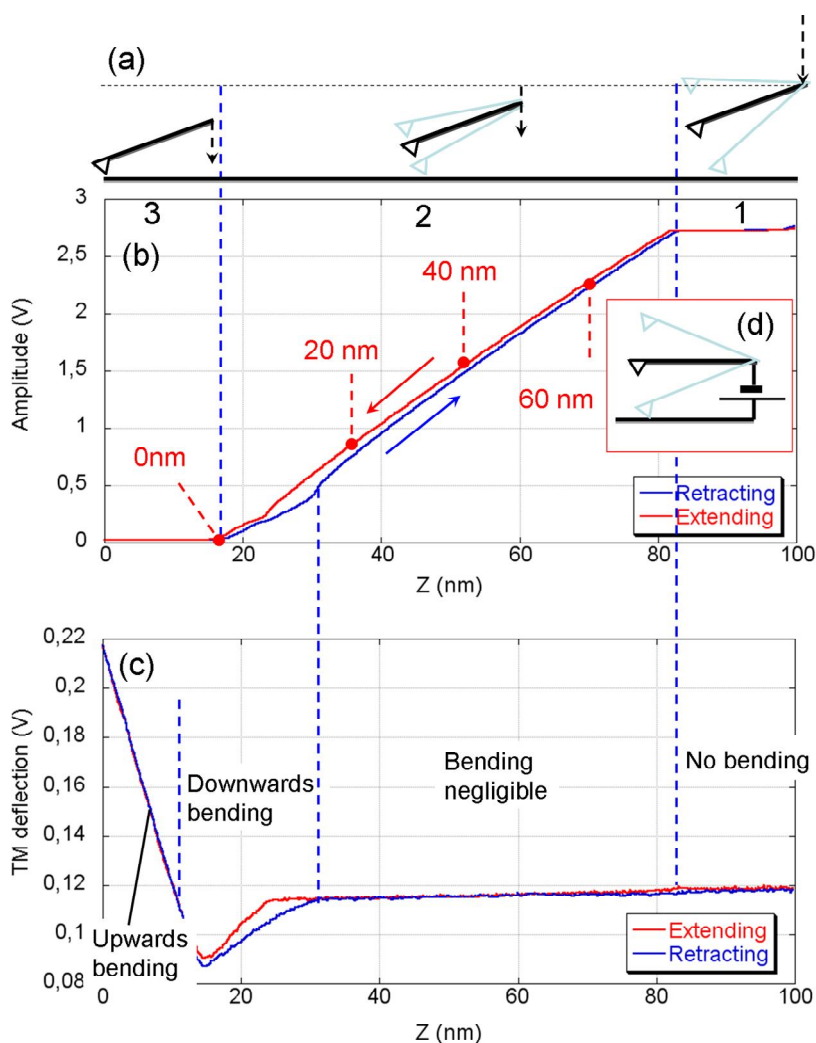 (a)
3
2
1
(b)
3
2,5
2
1,5
1
0,5
0
Amplitude (V)
0nm
20 nm
40 nm
60 nm
(d)
Retracting
Extending
0
20
40
60
80
100
Z (nm)
(c)
0,22
0,2
0,18
0,16
0,14
0,12
0,1
0,08
TM deflection (V)
Upwards
bending
Downwards
bending
Bending
negligible
No bending
Extending
Retracting
0
20
40
60
80
100
Z (nm)